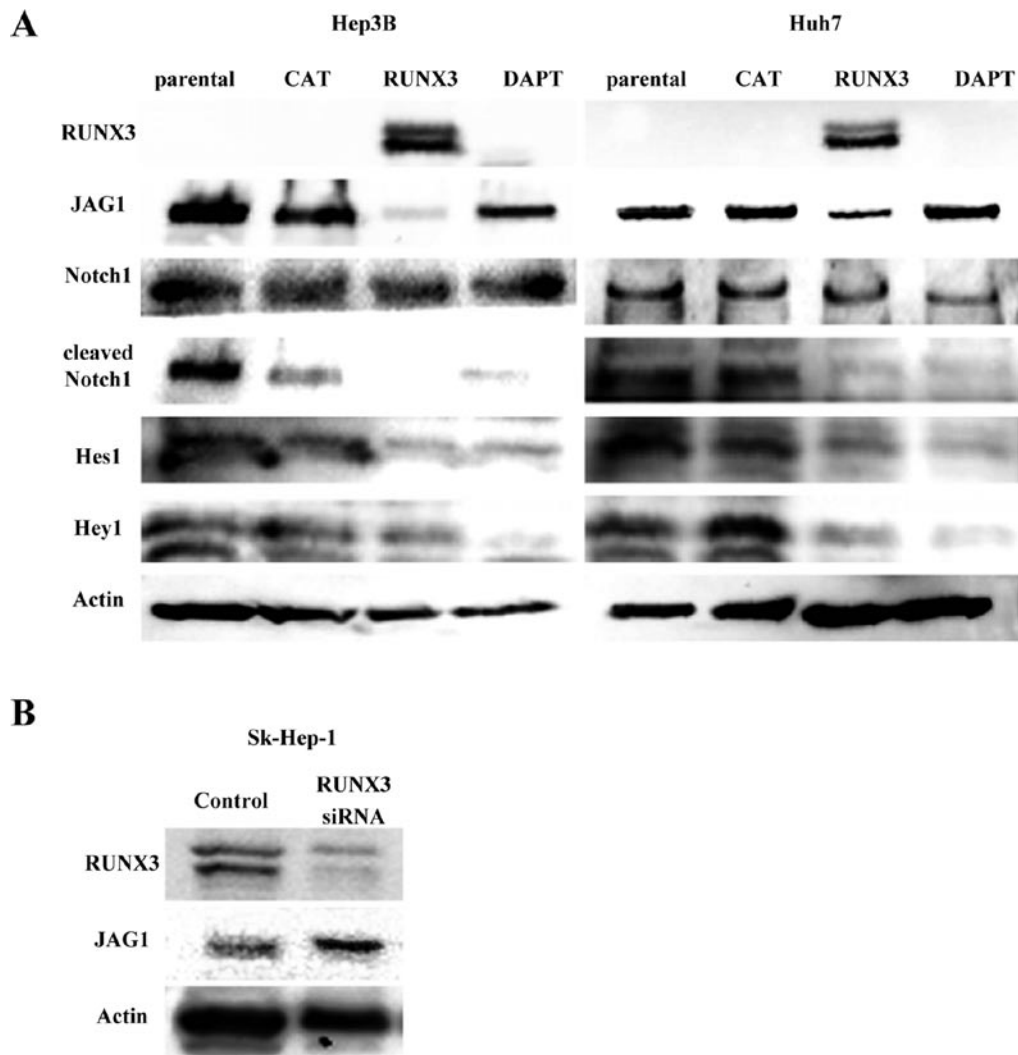 A
Hep3B
Huh7
parental CAT RUNX3 DAPT parental CAT RUNX3 DAPT
RUNX3
JAG1
Notch1
cleaved
Notch1
Hes1
Hey1
Actin
B
Sk-Hep-1
Control
RUNX3
siRNA
RUNX3
JAG1
Actin